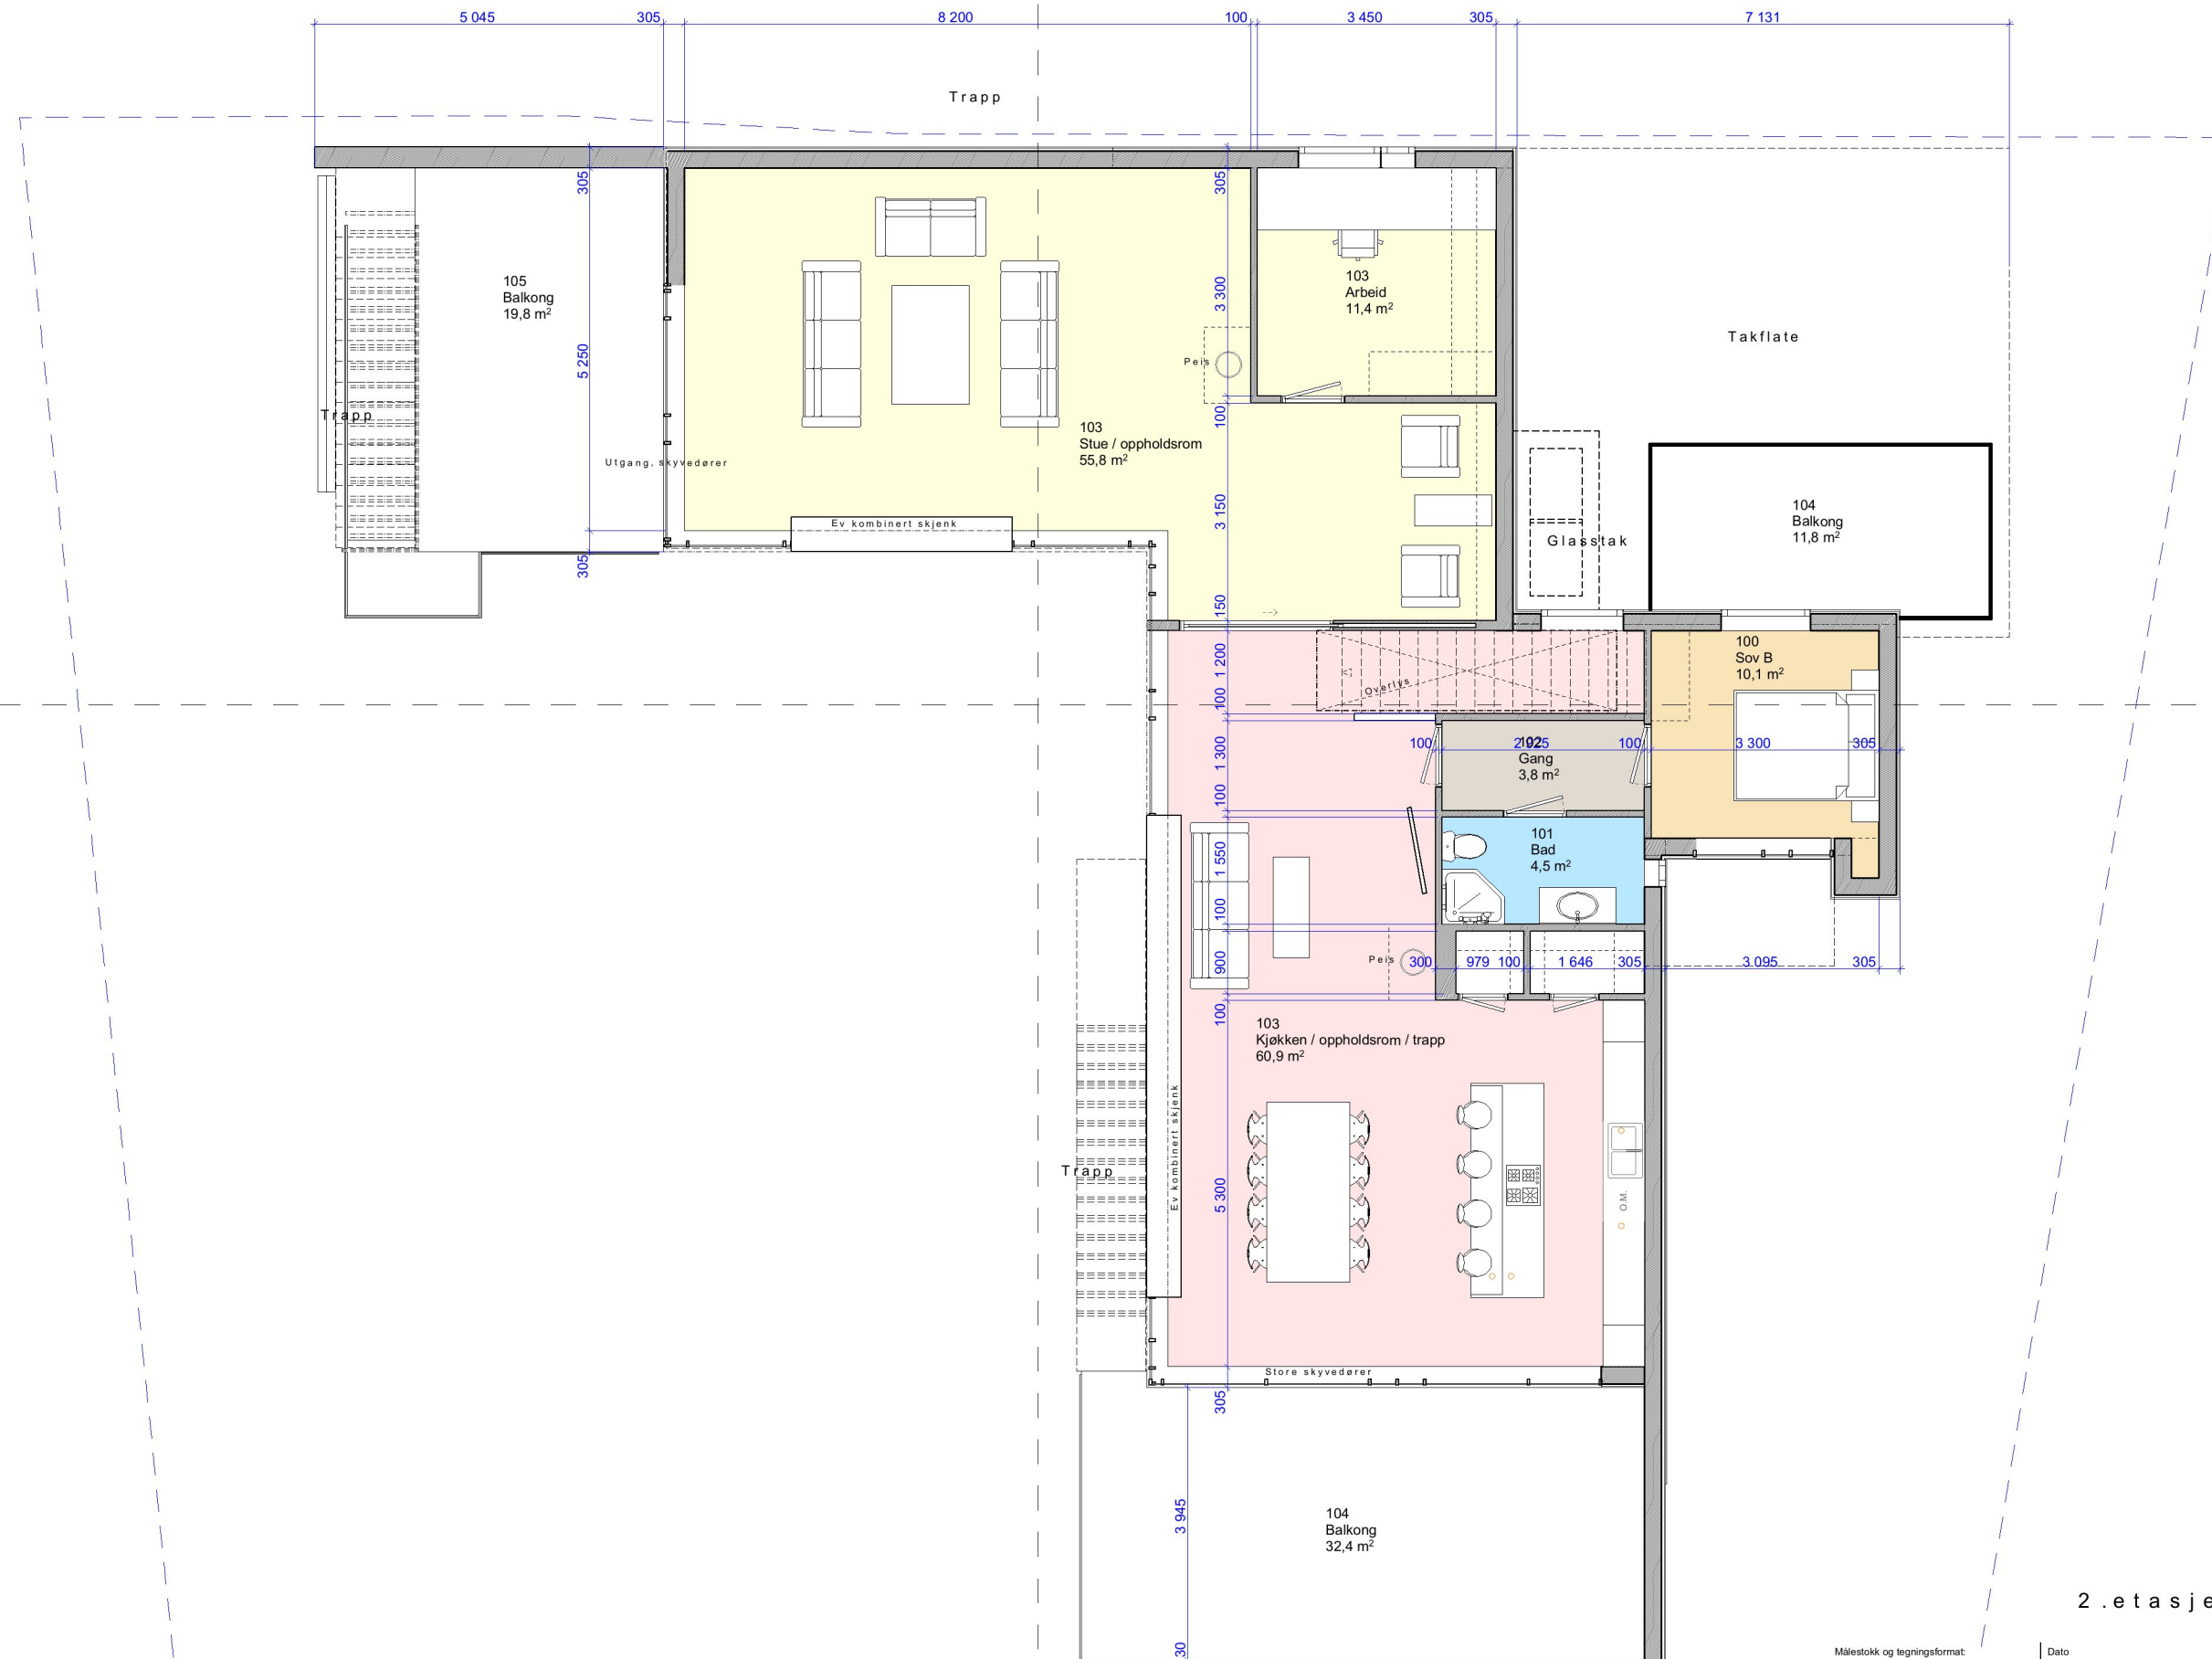 5 045
305
8 200
100
3 450
305
7 131
Trapp
305
305
105
Balkong
19,8 m²
103
Arbeid
11,4 m²
3 300
Takflate
5 250
Peis
Trapp
100
103
Stue / oppholdsrom
55,8 m²
Utgang, skyvedører
3 150
104
Balkong
11,8 m²
Ev kombinert skjenk
Glasstak
305
150
1 200
100
Sov B
10,1 m²
Overlys
100
1 300
100
2 925
102
Gang
3,8 m²
100
3 300
305
100
101
Bad
4,5 m²
1 550
100
900
Peis
300
979
100
1 646
305
3 095
305
100
103
Kjøkken / oppholdsrom / trapp
60,9 m²
Ev kombinert skjenk
Trapp
5 300
O.M.
Store skyvedører
305
3 945
104
Balkong
32,4 m²
2.etasje
30
Målestokk og tegningsformat:
Dato